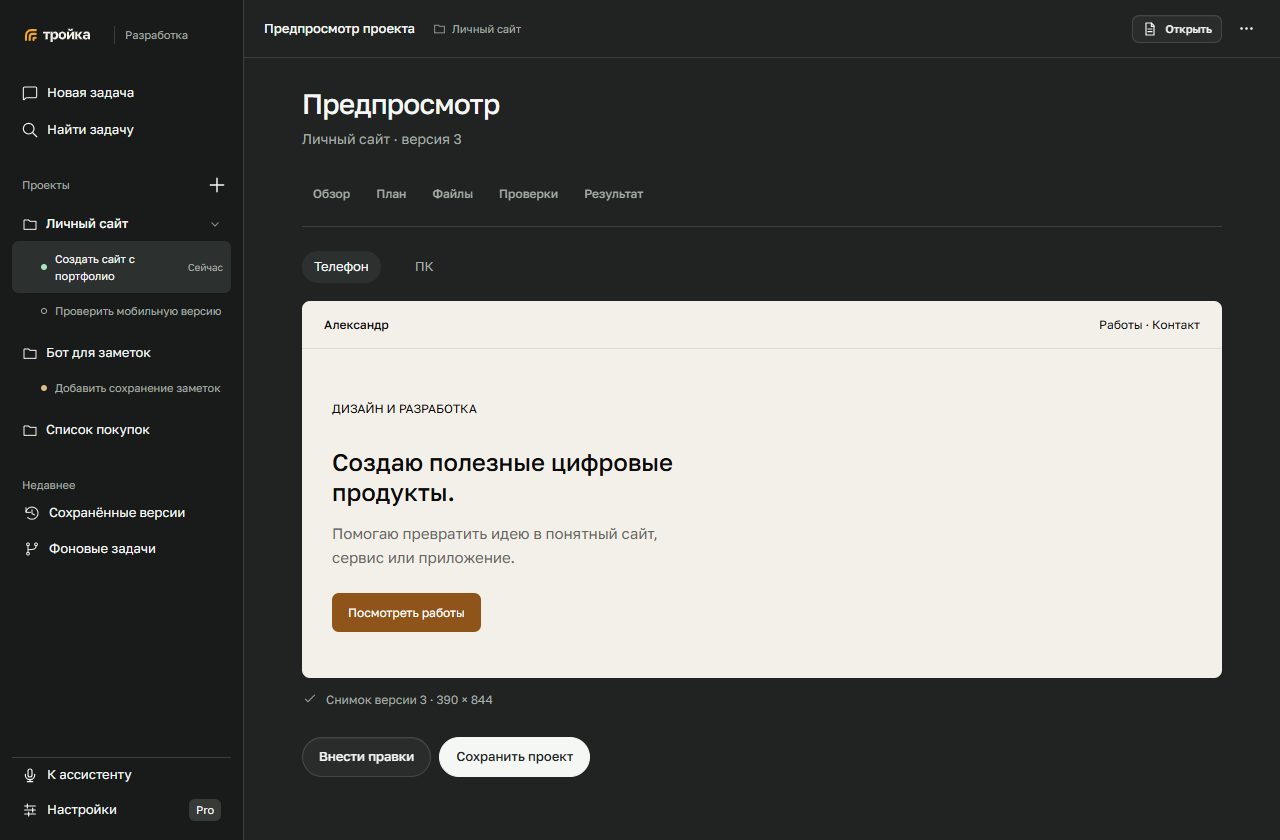 тройка
Разработка
Новая задача
Найти задачу
Проекты
Личный сайт
Создать сайт с
портфолио
Сейчас
Проверить мобильную версию
Бот для заметок
Добавить сохранение заметок
Список покупок
Недавнее
Сохранённые версии
Фоновые задачи
К ассистенту
Настройки
Pro
Предпросмотр проекта
Личный сайт
Открыть
Предпросмотр
Личный сайт · версия 3
Обзор
План
Файлы
Проверки
Результат
Телефон
ПК
Александр
Работы · Контакт
ДИЗАЙН И РАЗРАБОТКА
Создаю полезные цифровые
продукты.
Помогаю превратить идею в понятный сайт,
сервис или приложение.
Посмотреть работы
Снимок версии 3 · 390 × 844
Внести правки
Сохранить проект